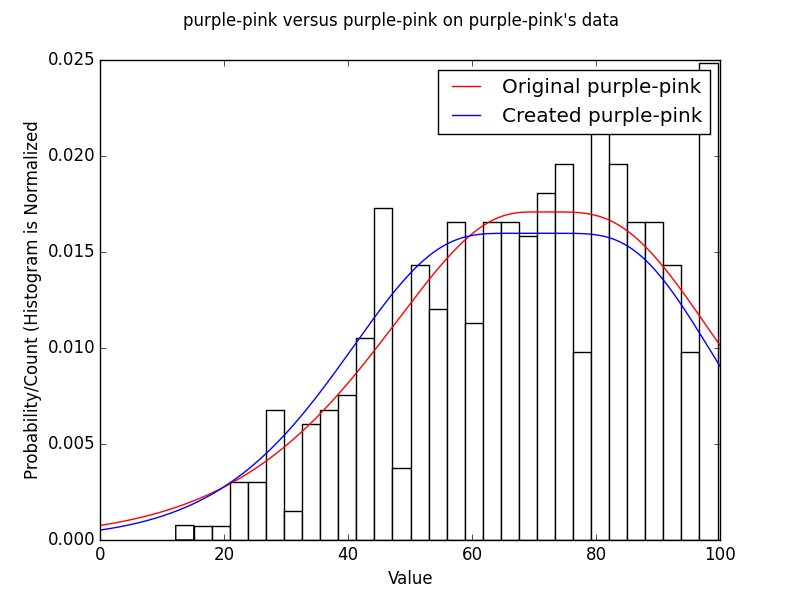 purple-pink versus purple-pink on purple-pink's data
0.025
0.020
0.015
0.010
0.005
0.000
Probability/Count (Histogram is Normalized
Original purple-pink
Created purple-pink
0 20 40 60 80 100
Value